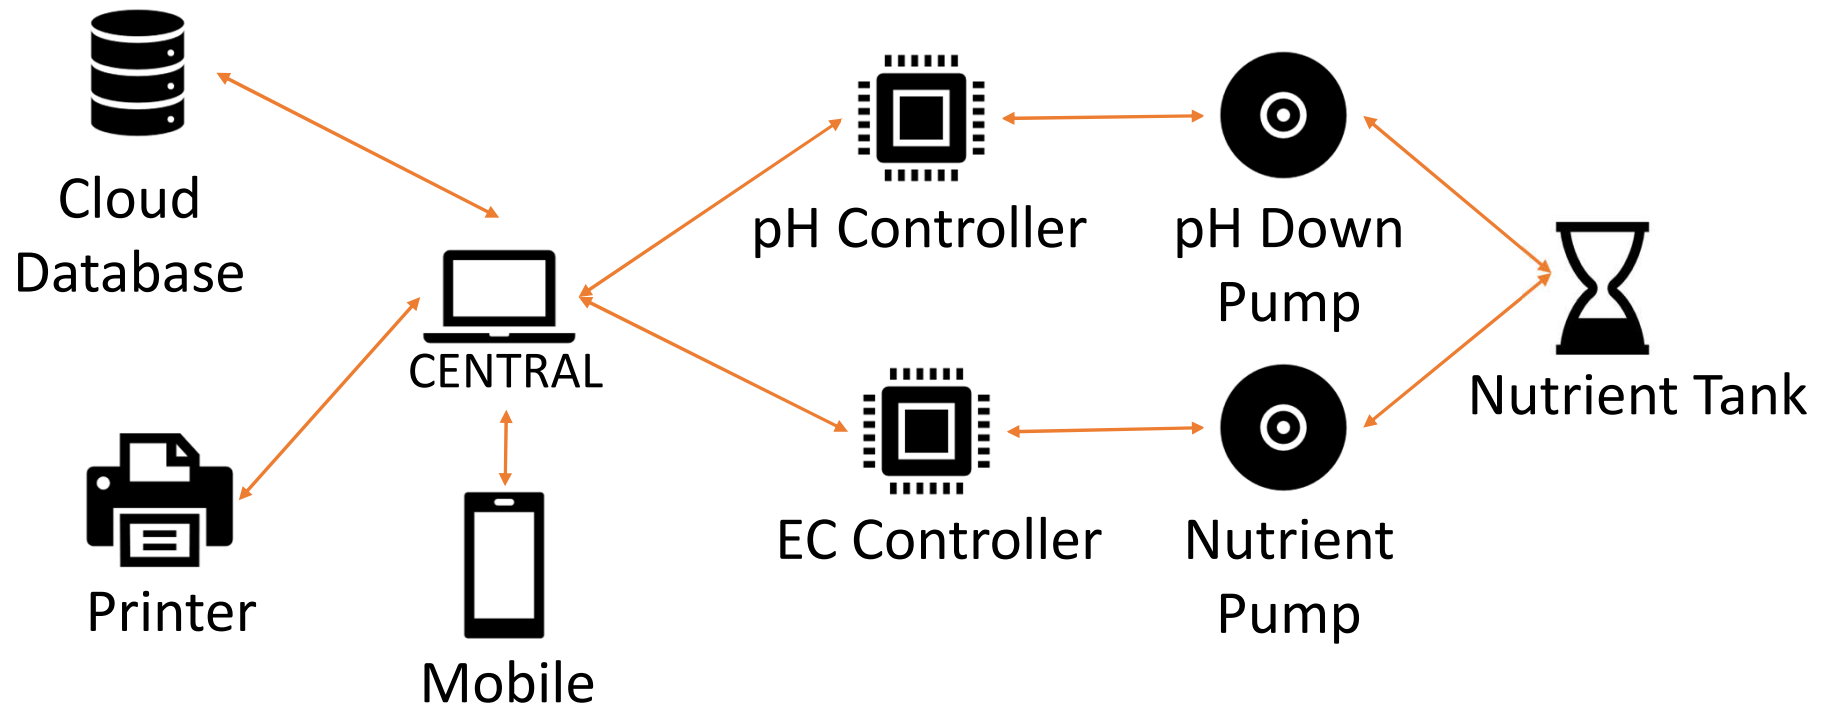 Cloud
Database
CENTRAL
Printer
Mobile
pH Controller
pH Down
Pump
EC Controller
Nutrient
Pump
Nutrient Tank